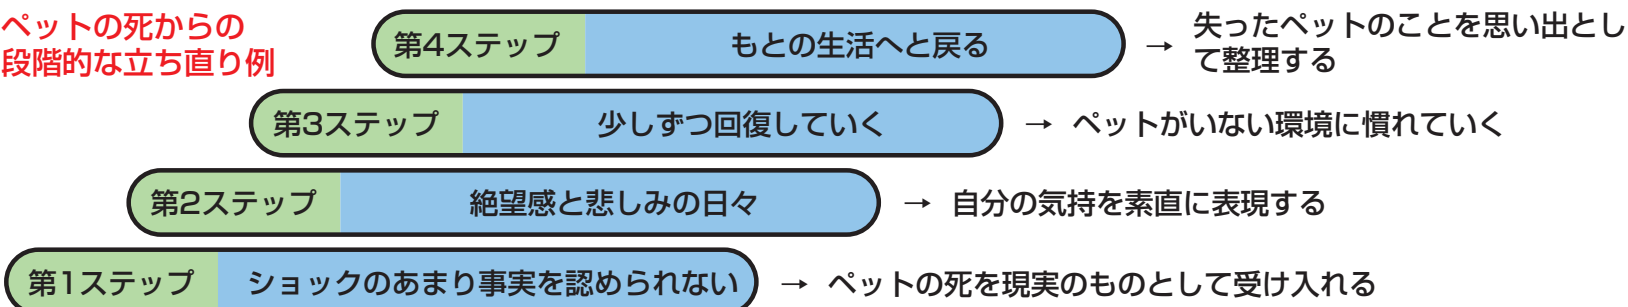 ペットの死からの
段階的な立ち直り例
第4ステップ もとの生活へと戻る → 失ったペットのことを思い出とし
て整理する
第3ステップ 少しずつ回復していく → ペットがいない環境に慣れていく
第2ステップ 絶望感と悲しみの日々 → 自分の気持を素直に表現する
第1ステップ ショックのあまり事実を認められない → ペットの死を現実のものとして受け入れる